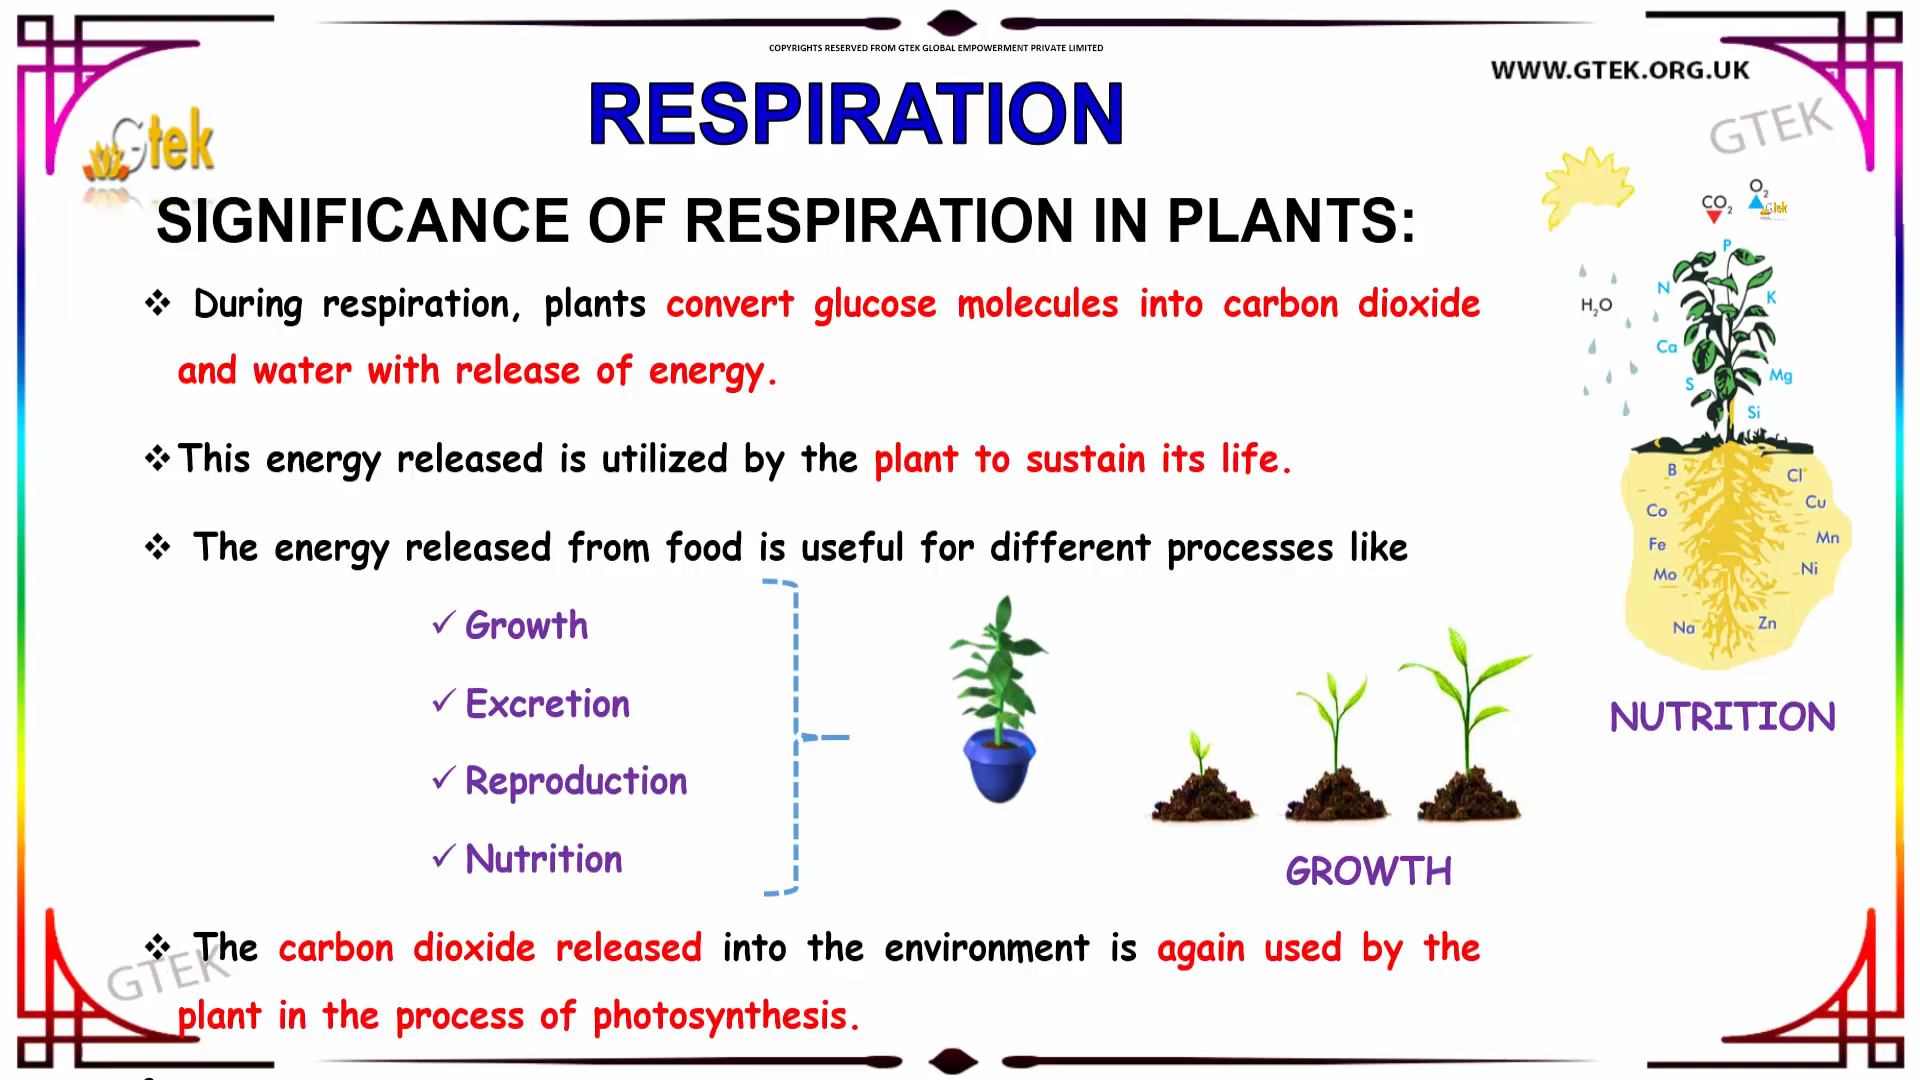 COPYRIGHTS RESERVED FROM GTEK GLOBAL EMPOWERMENT PRIVATE LIMITED
WWW.GTEK.ORG.UK
RESPIRATION
Gtek
GTEK
SIGNIFICANCE OF RESPIRATION IN PLANTS:
❖ During respiration, plants convert glucose molecules into carbon dioxide
and water with release of energy.
❖ This energy released is utilized by the plant to sustain its life.
❖ The energy released from food is useful for different processes like
✓ Growth
✓ Excretion
✓ Reproduction
✓ Nutrition
❖ The carbon dioxide released into the environment is again used by the
plant in the process of photosynthesis.
GTEK
GROWTH
O₂
CO₂
Gtek
P
N
K
H₂O
Ca
Mg
S
Si
B
Cl
Cu
Co
Mn
Fe
Ni
Mo
Zn
Na
NUTRITION